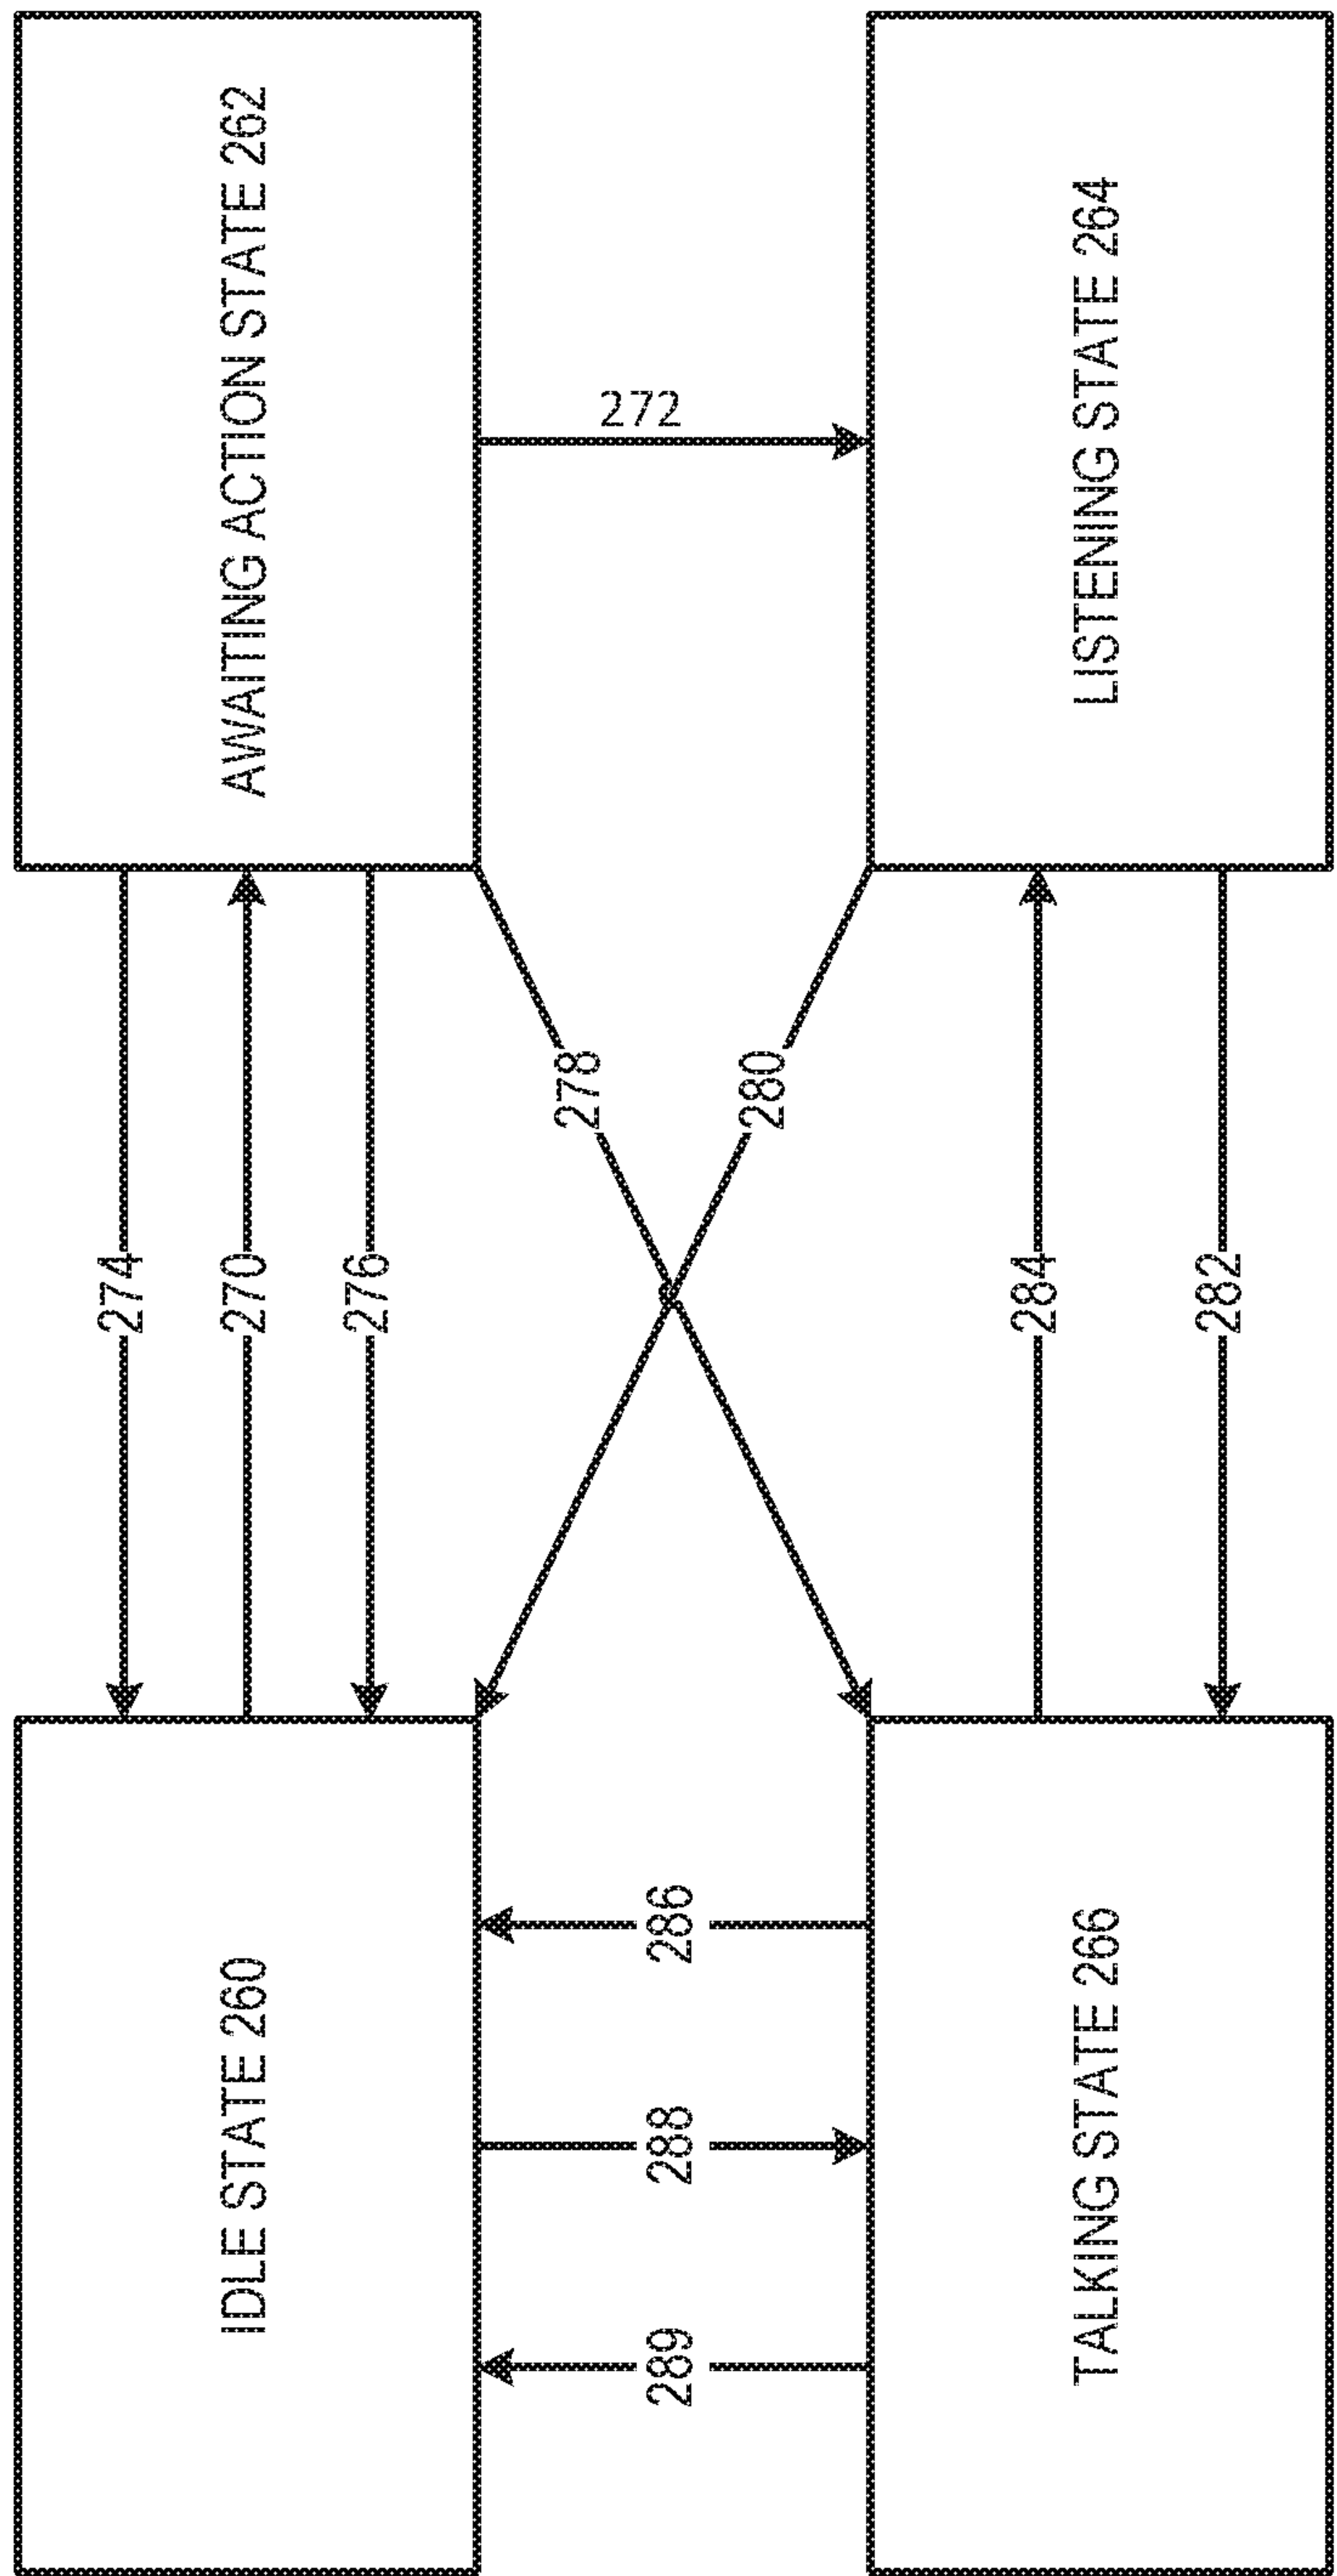 IDLE STATE 260
AWAITING ACTION STATE 262
274
270
276
278
280
272
289
288
286
284
282
TALKING STATE 266
LISTENING STATE 264